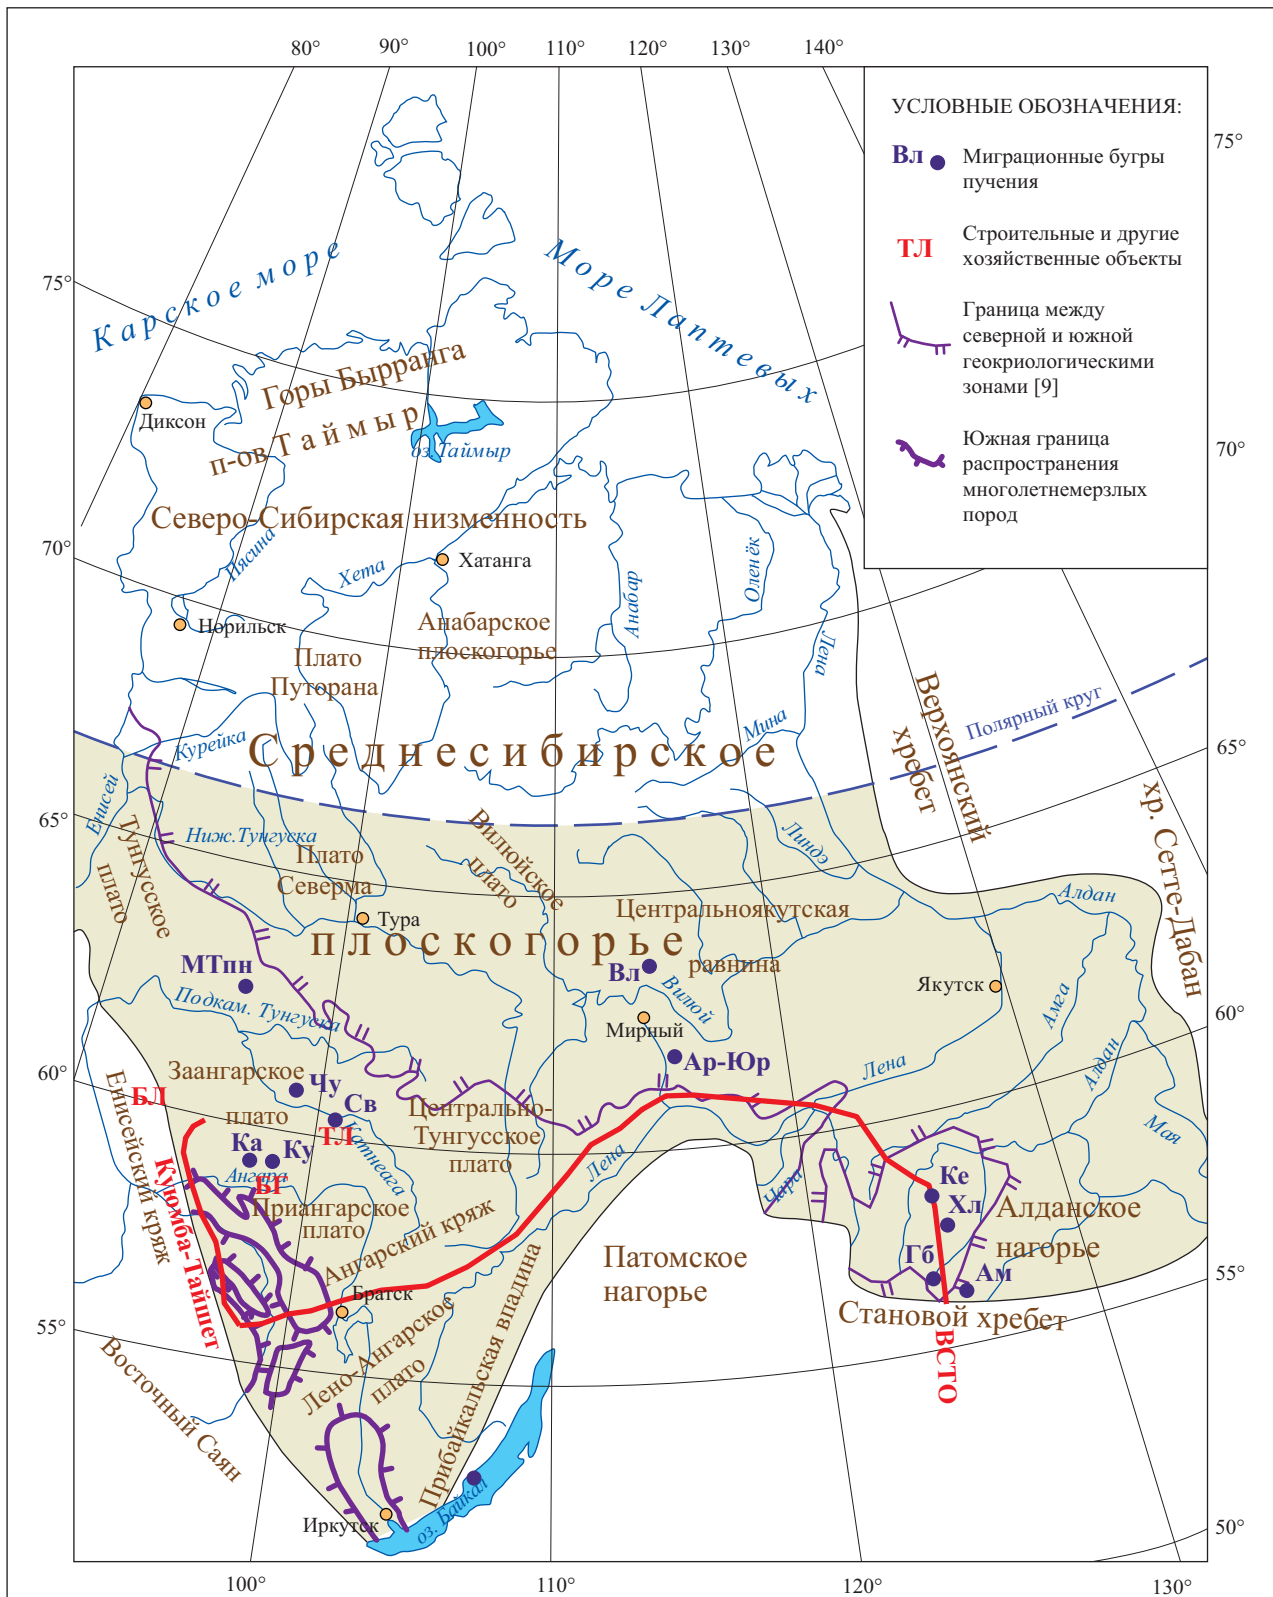 80°
90°
100°
110°
120°
130°
140°
УСЛОВНЫЕ ОБОЗНАЧЕНИЯ:
Вл
Миграционные бугры
пучения
ТЛ
Строительные и другие
хозяйственные объекты
Граница между
северной и южной
геокриологическими
зонами [9]
Южная граница
распространения
многолетнемерзлых
пород
75°
70°
65°
60°
55°
50°
75°
70°
65°
60°
55°
Карское море
Море Лаптевых
Горы Бырранга
п-ов Таймыр
оз.Таймыр
Диксон
Северо-Сибирская низменность
Пясина
Хета
Хатанга
Анабар
Оленёк
Лена
Норильск
Анабарское
плоскогорье
Плато
Путорана
Верхоянский
хребет
Полярный круг
Мина
Курейка
Среднесибирское
Енисей
хр. Сетте-Дабан
Тунгусское
плато
Ниж.Тунгуска
Плато
Северма
Вилюйское
плато
Линдэ
Алдан
Тура
Центральноякутская
равнина
плоскогорье
МТпн
Вл
Вилюй
Якутск
Амга
Подкам. Тунгуска
Мирный
Ар-Юр
Лена
Алдан
Мая
Енисейский кряж
БЛ
Заангарское
плато
Чу
Св
ТЛ
Центрально-
Тунгусское
плато
Ка
Ку
Ангара
БГ
Катнеага
Лена
Чара
Ке
Хл
Алданское
нагорье
Куюмба-Тайшет
Приангарское
плато
Ангарский кряж
Патомское
нагорье
Гб
Ам
Становой хребет
Братск
ВСТО
Восточный Саян
Лено-Ангарское
плато
Прибайкальская впадина
Иркутск
оз. Байкал
100°
110°
120°
130°